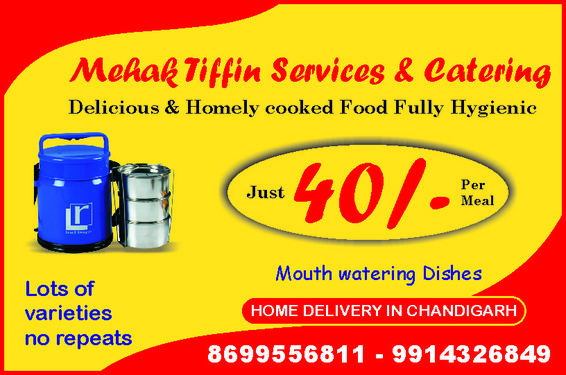 Mehak Tiffin Services & Catering
Delicious & Homely cooked Food Fully Hygienic
Just 40/- Per Meal
lr
Mouth watering Dishes
Lots of
varieties
no repeats
HOME DELIVERY IN CHANDIGARH
8699556811 - 9914326849